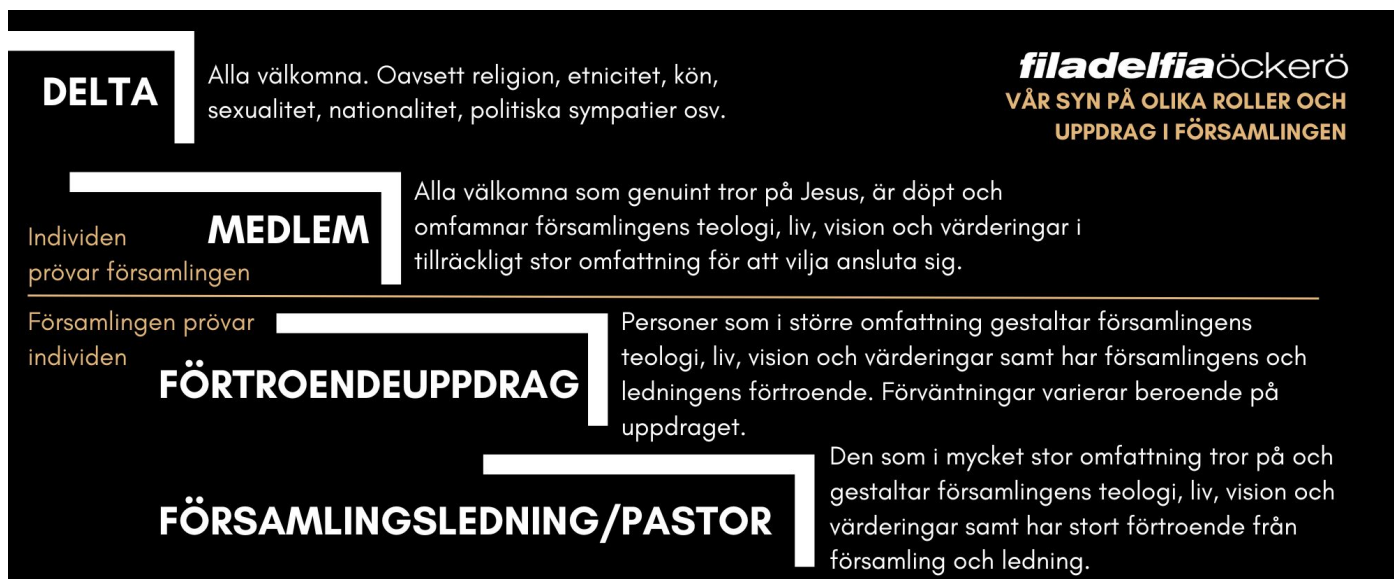 filadelfiaöckerö
VÅR SYN PÅ OLIKA ROLLER OCH
UPPDRAG I FÖRSAMLINGEN
DELTA
Alla välkomna. Oavsett religion, etnicitet, kön,
sexualitet, nationalitet, politiska sympatier osv.
MEDLEM
Alla välkomna som genuint tror på Jesus, är döpt och
omfamnar församlingens teologi, liv, vision och värderingar i
tillräckligt stor omfattning för att vilja ansluta sig.
Individen
prövar församlingen
Församlingen prövar
individen
FÖRTROENDEUPPDRAG
Personer som i större omfattning gestaltar församlingens
teologi, liv, vision och värderingar samt har församlingens och
ledningens förtroende. Förväntningar varierar beroende på
uppdraget.
FÖRSAMLINGSLEDNING/PASTOR
Den som i mycket stor omfattning tror på och
gestaltar församlingens teologi, liv, vision och
värderingar samt har stort förtroende från
församling och ledning.